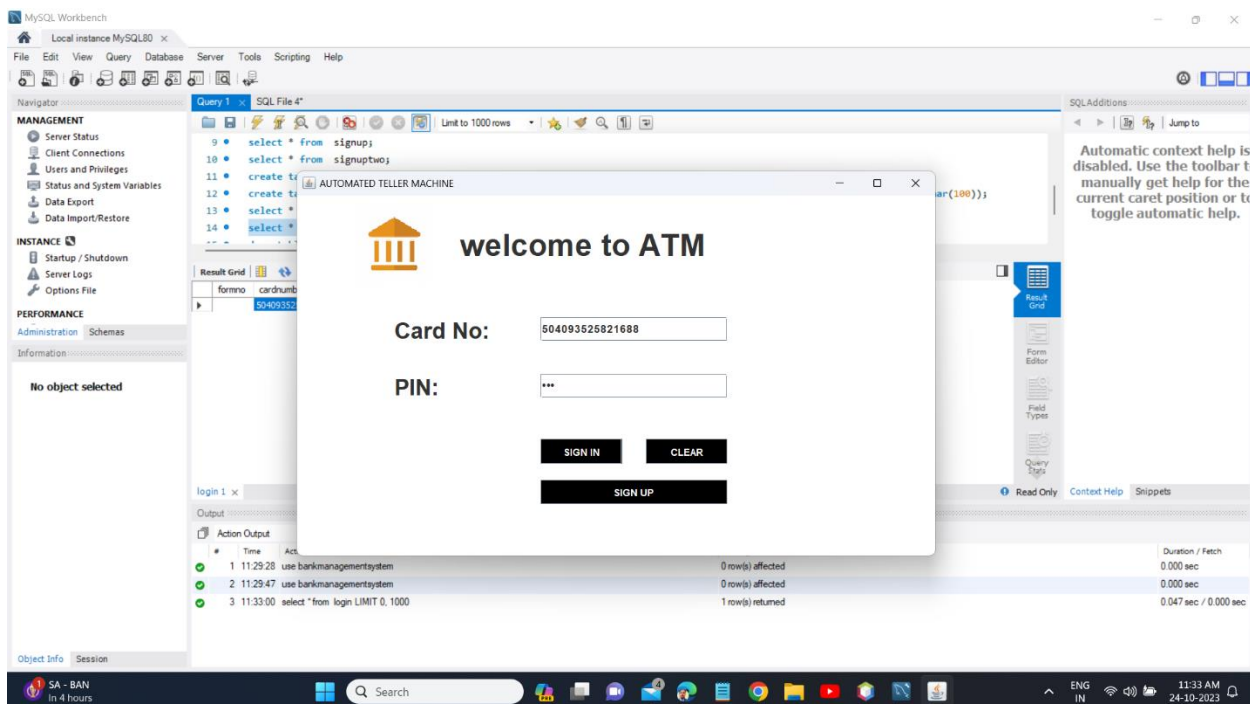 MySQL Workbench
Local instance MySQL80
File Edit View Query Database Server Tools Scripting Help
Navigator
MANAGEMENT
Server Status
Client Connections
Users and Privileges
Status and System Variables
Data Export
Data Import/Restore
INSTANCE
Startup / Shutdown
Server Logs
Options File
PERFORMANCE
Administration Schemas
Information
No object selected
Object Info Session
Query 1 SQL File 4*
Limit to 1000 rows
9 select * from signup;
10 select * from signuptwo;
11 create ta
12 create ta ar(100));
13 select *
14 select *
Result Grid
formno cardnumb
50409352
AUTOMATED TELLER MACHINE
welcome to ATM
Card No: 504093525821688
PIN: •••
SIGN IN CLEAR
SIGN UP
Result Grid
Form Editor
Field Types
Query Stats
login 1
Read Only
SQLAdditions
Jump to
Automatic context help is
disabled. Use the toolbar t
manually get help for the
current caret position or to
toggle automatic help.
Context Help Snippets
Output
Action Output
# Time Act Duration / Fetch
1 11:29:28 use bankmanagementsystem 0 row(s) affected 0.000 sec
2 11:29:47 use bankmanagementsystem 0 row(s) affected 0.000 sec
3 11:33:00 select * from login LIMIT 0, 1000 1 row(s) returned 0.047 sec / 0.000 sec
1
SA - BAN
In 4 hours
Search
4
ENG
IN
11:33 AM
24-10-2023